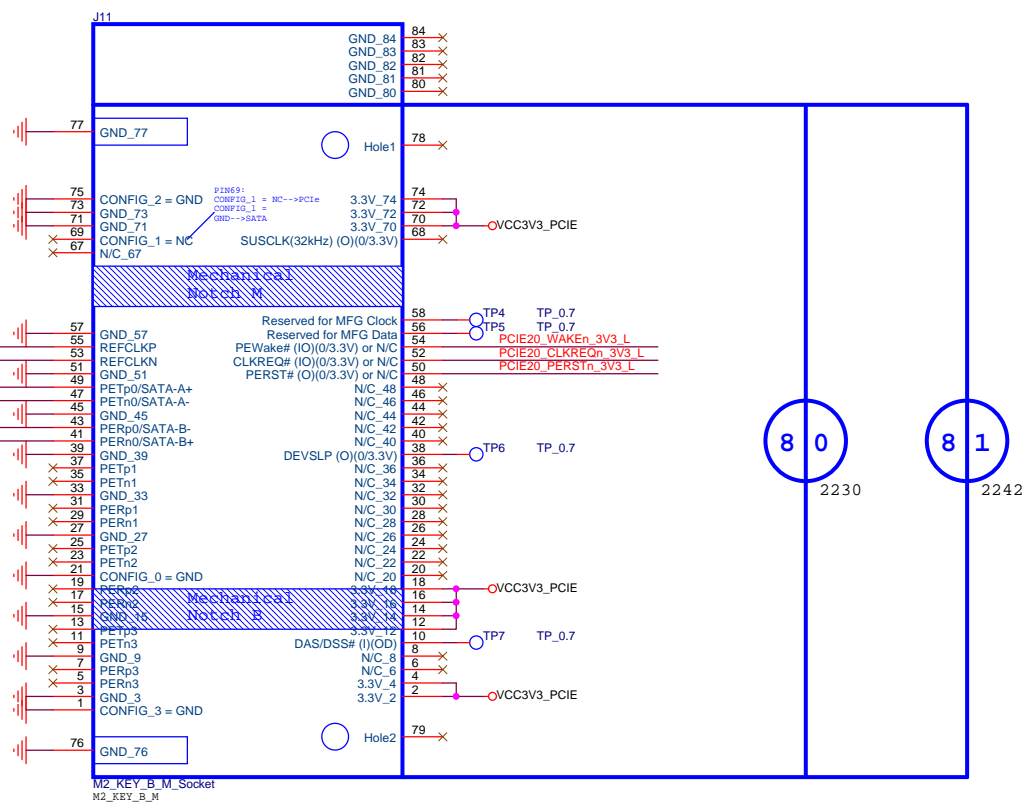 J11
GND_84 84
GND_83 83
GND_82 82
GND_81 81
GND_80 80
77 GND_77
Hole1 78
PIN69:
CONFIG_1 = NC-->PCIe
CONFIG_1 =
GND-->SATA
75 CONFIG_2 = GND 3.3V_74 74
73 GND_73 3.3V_72 72
71 GND_71 3.3V_70 70 VCC3V3_PCIE
69 CONFIG_1 = NC SUSCLK(32kHz) (O)(0/3.3V) 68
67 N/C_67
Mechanical
Notch M
Reserved for MFG Clock 58 TP4 TP_0.7
57 GND_57 Reserved for MFG Data 56 TP5 TP_0.7
55 REFCLKP PEWake# (IO)(0/3.3V) or N/C 54 PCIE20_WAKEn_3V3_L
53 REFCLKN CLKREQ# (IO)(0/3.3V) or N/C 52 PCIE20_CLKREQn_3V3_L
51 GND_51 PERST# (O)(0/3.3V) or N/C 50 PCIE20_PERSTn_3V3_L
49 PETp0/SATA-A+ N/C_48 48
47 PETn0/SATA-A- N/C_46 46
45 GND_45 N/C_44 44
43 PERp0/SATA-B- N/C_42 42
41 PERn0/SATA-B+ N/C_40 40
39 GND_39 DEVSLP (O)(0/3.3V) 38 TP6 TP_0.7
37 PETp1 N/C_36 36
35 PETn1 N/C_34 34
33 GND_33 N/C_32 32
31 PERp1 N/C_30 30
29 PERn1 N/C_28 28
27 GND_27 N/C_26 26
25 PETp2 N/C_24 24
23 PETn2 N/C_22 22
21 CONFIG_0 = GND N/C_20 20
19 PERp2 3.3V_18 18 VCC3V3_PCIE
17 PERn2 3.3V_16 16
15 GND_15 3.3V_14 14
Mechanical
Notch B
13 PETp3 3.3V_12 12
11 PETn3 DAS/DSS# (I)(OD) 10 TP7 TP_0.7
9 GND_9 N/C_8 8
7 PERp3 N/C_6 6
5 PERn3 3.3V_4 4
3 GND_3 3.3V_2 2 VCC3V3_PCIE
1 CONFIG_3 = GND
Hole2 79
76 GND_76
8 0
2230
8 1
2242
M2_KEY_B_M_Socket
M2_KEY_B_M